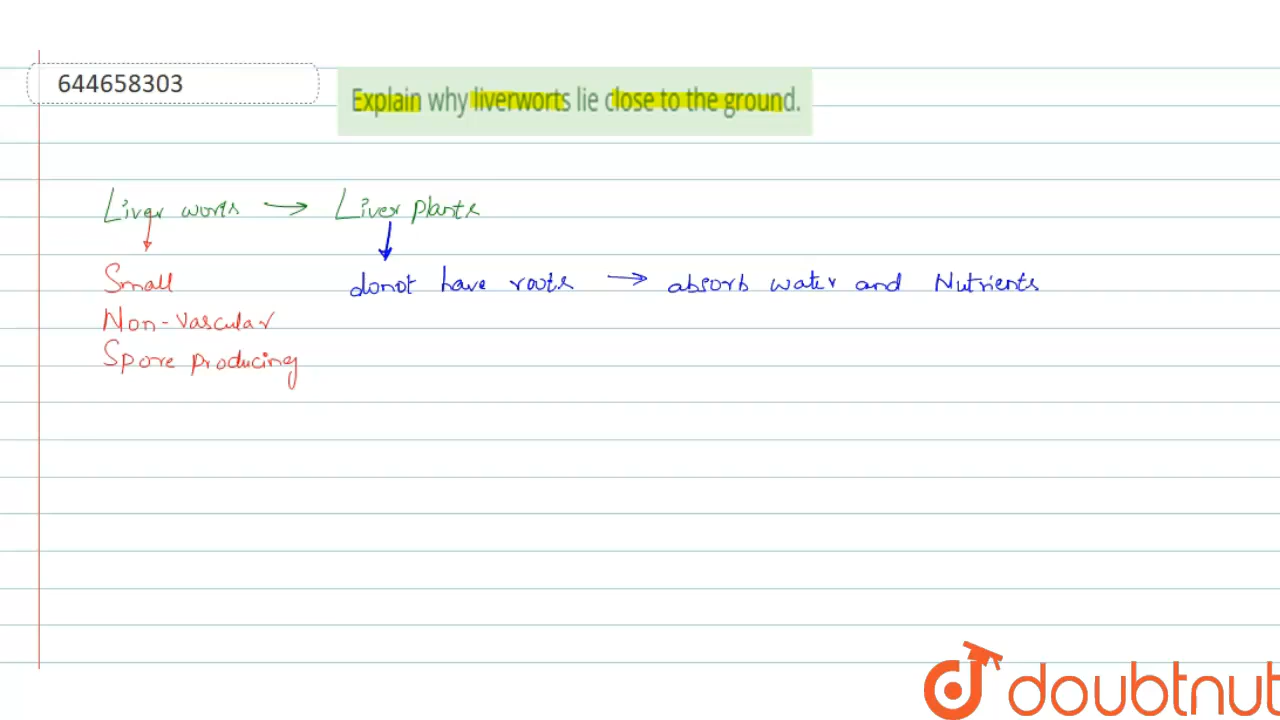 644658303
Explain why liverworts lie close to the ground.
Liver worts → Liver plants
Small
donot have roots → absorb water and Nutrients
Non-Vascular
Spore producing
doubtnut